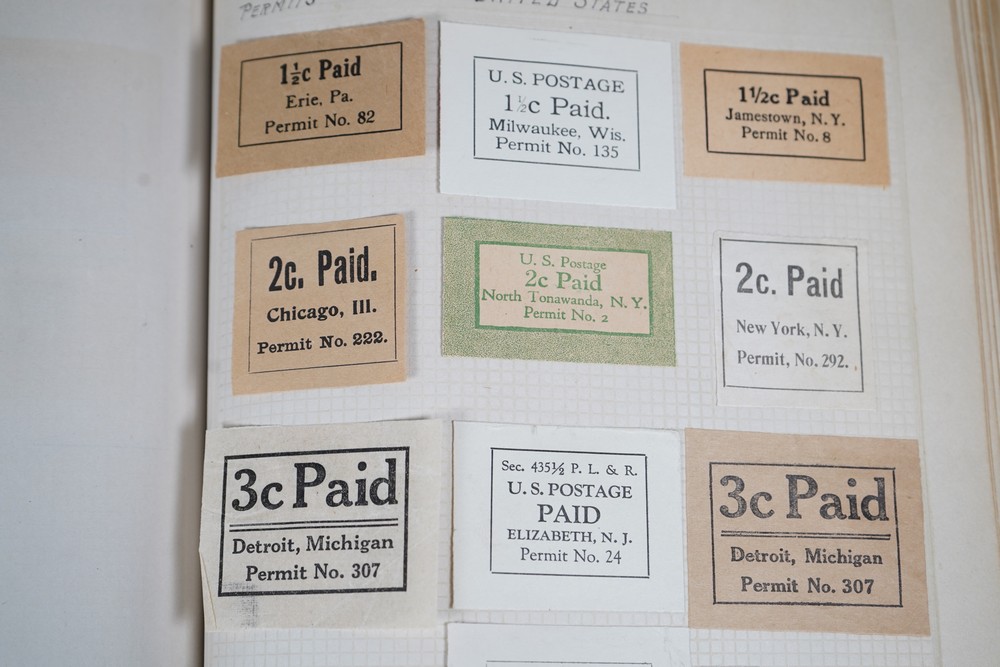 PERMITS UNITED STATES
1½c Paid
Erie, Pa.
Permit No. 82
U. S. POSTAGE
1½c Paid.
Milwaukee, Wis.
Permit No. 135
1½c Paid
Jamestown, N. Y.
Permit No. 8
2c. Paid.
Chicago, Ill.
Permit No. 222.
U. S. Postage
2c Paid
North Tonawanda, N. Y.
Permit No. 2
2c. Paid
New York, N. Y.
Permit, No. 292.
3c Paid
Detroit, Michigan
Permit No. 307
Sec. 435½ P. L. & R.
U. S. POSTAGE
PAID
ELIZABETH, N. J.
Permit No. 24
3c Paid
Detroit, Michigan
Permit No. 307